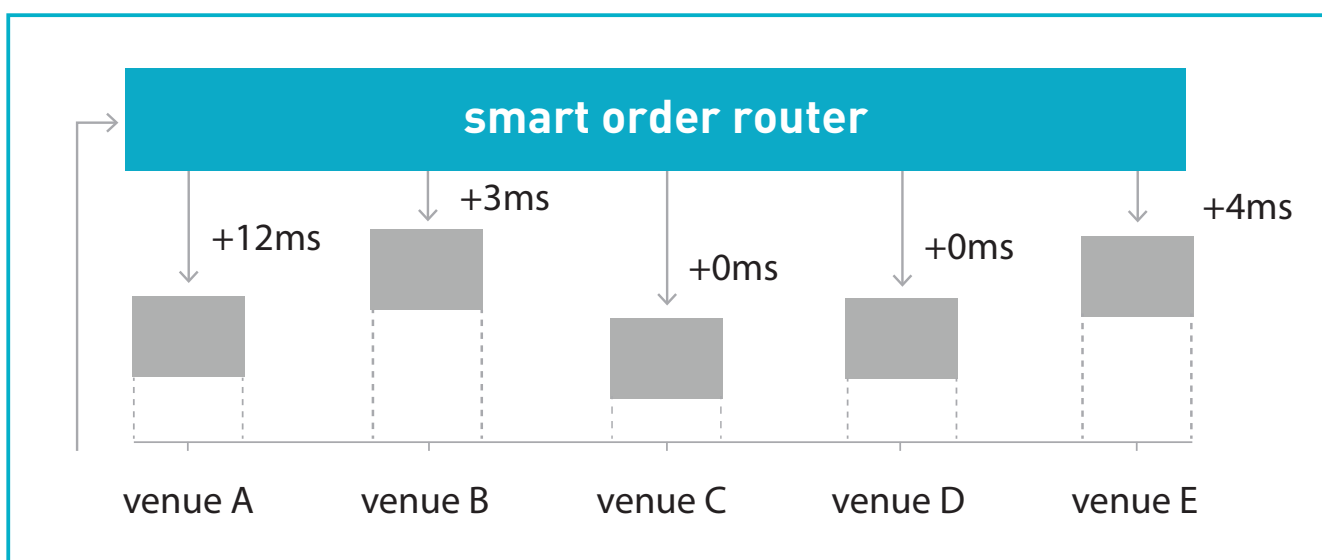 smart order router
+12ms
+3ms
+0ms
+0ms
+4ms
venue A
venue B
venue C
venue D
venue E